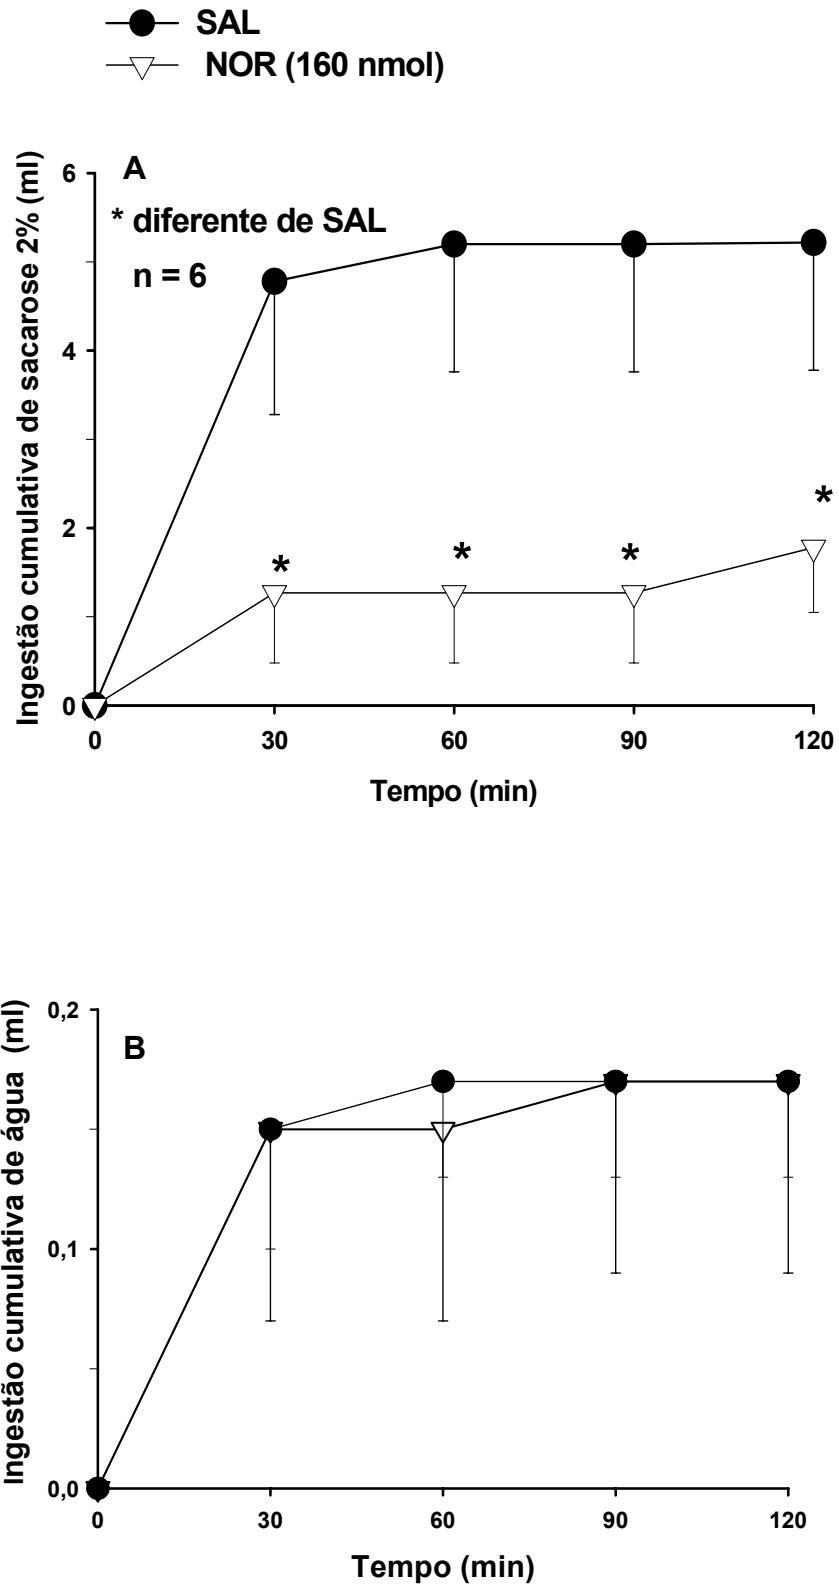 SAL
NOR (160 nmol)
A
* diferente de SAL
n = 6
Ingestão cumulativa de sacarose 2% (ml)
6
4
2
0
* * * *
0 30 60 90 120
Tempo (min)
B
Ingestão cumulativa de água (ml)
0,2
0,1
0,0
0 30 60 90 120
Tempo (min)